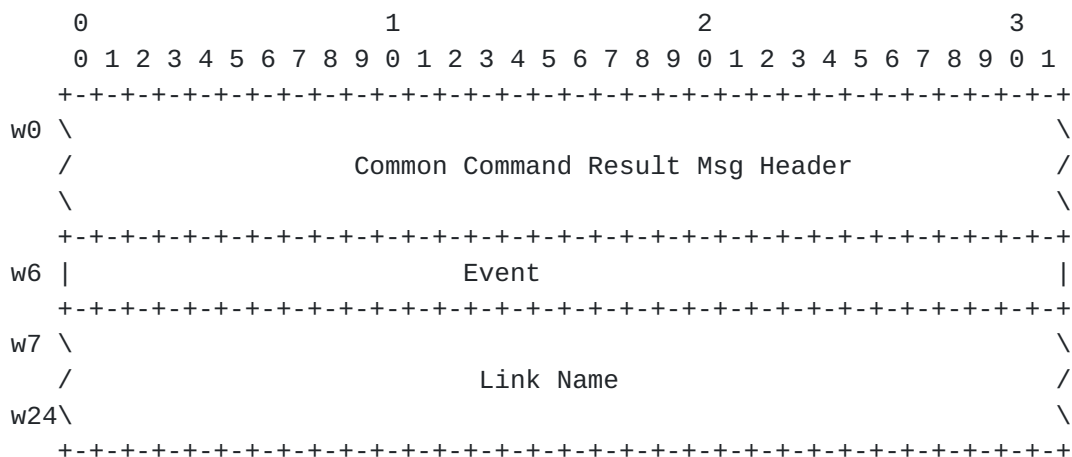 0                   1                   2                   3
    0 1 2 3 4 5 6 7 8 9 0 1 2 3 4 5 6 7 8 9 0 1 2 3 4 5 6 7 8 9 0 1
   +-+-+-+-+-+-+-+-+-+-+-+-+-+-+-+-+-+-+-+-+-+-+-+-+-+-+-+-+-+-+-+-+
w0 \                                                               \
   /                  Common Command Result Msg Header             /
   \                                                               \
   +-+-+-+-+-+-+-+-+-+-+-+-+-+-+-+-+-+-+-+-+-+-+-+-+-+-+-+-+-+-+-+-+
w6 |                         Event                                 |
   +-+-+-+-+-+-+-+-+-+-+-+-+-+-+-+-+-+-+-+-+-+-+-+-+-+-+-+-+-+-+-+-+
w7 \                                                               \
   /                          Link Name                            /
w24\                                                               \
   +-+-+-+-+-+-+-+-+-+-+-+-+-+-+-+-+-+-+-+-+-+-+-+-+-+-+-+-+-+-+-+-+